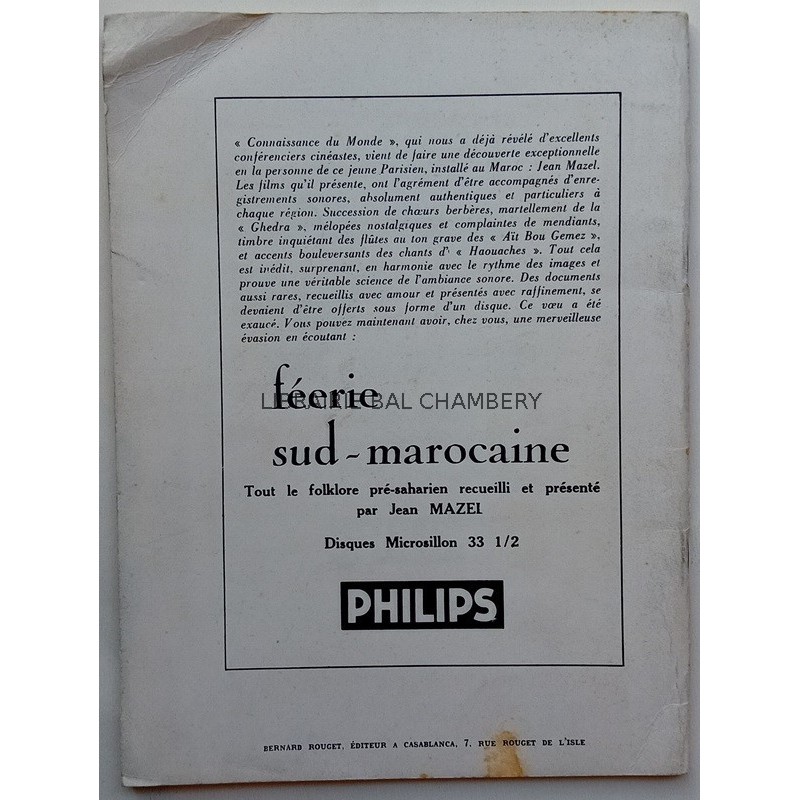 « Connaissance du Monde », qui nous a déjà révélé d'excellents
conférenciers cinéastes, vient de faire une découverte exceptionnelle
en la personne de ce jeune Parisien, installé au Maroc : Jean Mazel.
Les films qu'il présente, ont l'agrément d'être accompagnés d'enre-
gistrements sonores, absolument authentiques et particuliers à
chaque région. Succession de chœurs berbères, martellement de la
« Ghedra », mélopées nostalgiques et complaintes de mendiants,
timbre inquiétant des flûtes au ton grave des « Aït Bou Gemez »,
et accents bouleversants des chants d' « Haouaches ». Tout cela
est inédit, surprenant, en harmonie avec le rythme des images et
prouve une véritable science de l'ambiance sonore. Des documents
aussi rares, recueillis avec amour et présentés avec raffinement, se
devaient d'être offerts sous forme d'un disque. Ce vœu a été
exaucé. Vous pouvez maintenant avoir, chez vous, une merveilleuse
évasion en écoutant :
féerie
LIBRAIRIE BAL CHAMBERY
sud-marocaine
Tout le folklore pré-saharien recueilli et présenté
par Jean MAZEL
Disques Microsillon 33 1/2
PHILIPS
BERNARD ROUGET, ÉDITEUR A CASABLANCA, 7, RUE ROUGET DE L'ISLE